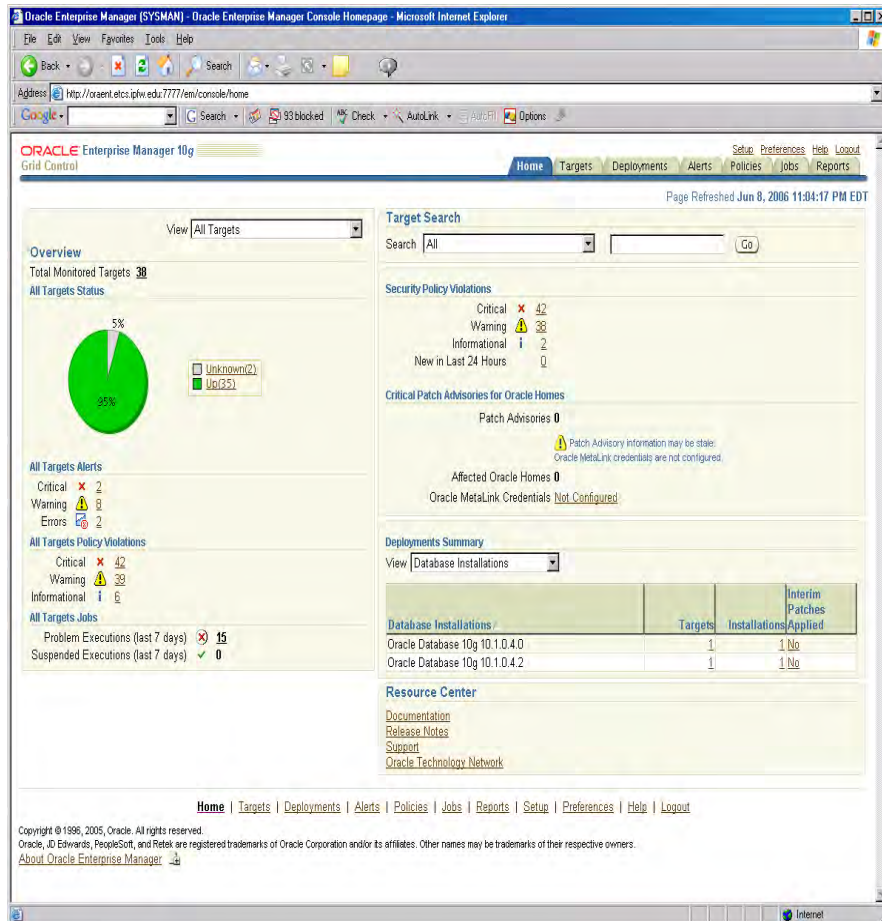 Oracle Enterprise Manager (SYSMAN) - Oracle Enterprise Manager Console Homepage - Microsoft Internet Explorer
File Edit View Favorites Tools Help
Back Search
Address http://oraent.etcs.ipfw.edu:7777/em/console/home
Google Search 93 blocked Check AutoLink AutoFill Options
ORACLE Enterprise Manager 10g
Grid Control
Setup Preferences Help Logout
Home Targets Deployments Alerts Policies Jobs Reports
Page Refreshed Jun 8, 2006 11:04:17 PM EDT
View All Targets
Overview
Total Monitored Targets 38
All Targets Status
5%
95%
Unknown(2)
Up(35)
All Targets Alerts
Critical 2
Warning 8
Errors 2
All Targets Policy Violations
Critical 42
Warning 39
Informational 6
All Targets Jobs
Problem Executions (last 7 days) 15
Suspended Executions (last 7 days) 0
Target Search
Search All Go
Security Policy Violations
Critical 42
Warning 38
Informational 2
New in Last 24 Hours 0
Critical Patch Advisories for Oracle Homes
Patch Advisories 0
Patch Advisory information may be stale.
Oracle MetaLink credentials are not configured.
Affected Oracle Homes 0
Oracle MetaLink Credentials Not Configured
Deployments Summary
View Database Installations
Database Installations Targets Installations Interim Patches Applied
Oracle Database 10g 10.1.0.4.0 1 1 No
Oracle Database 10g 10.1.0.4.2 1 1 No
Resource Center
Documentation
Release Notes
Support
Oracle Technology Network
Home | Targets | Deployments | Alerts | Policies | Jobs | Reports | Setup | Preferences | Help | Logout
Copyright © 1996, 2005, Oracle. All rights reserved.
Oracle, JD Edwards, PeopleSoft, and Retek are registered trademarks of Oracle Corporation and/or its affiliates. Other names may be trademarks of their respective owners.
About Oracle Enterprise Manager
Internet